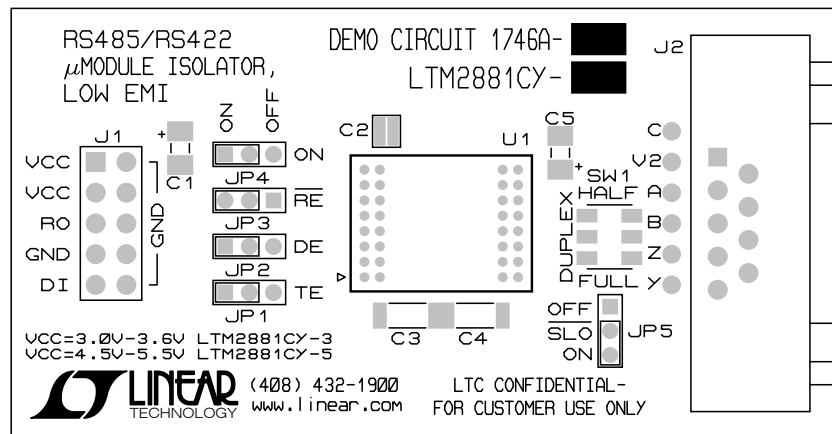 RS485/RS422
µMODULE ISOLATOR,
LOW EMI
DEMO CIRCUIT 1746A-
LTM2881CY-
J2
J1
VCC
VCC
RO
GND
DI
GND
+
C1
ON
OFF
ON
JP4
RE
JP3
DE
JP2
TE
JP1
C2
U1
C5
+
SW1
HALF
DUPLEX
FULL
C
V2
A
B
Z
Y
C3
C4
OFF
SLO
ON
JP5
VCC=3.0V-3.6V LTM2881CY-3
VCC=4.5V-5.5V LTM2881CY-5
LINEAR
TECHNOLOGY
(408) 432-1900
www.linear.com
LTC CONFIDENTIAL-
FOR CUSTOMER USE ONLY